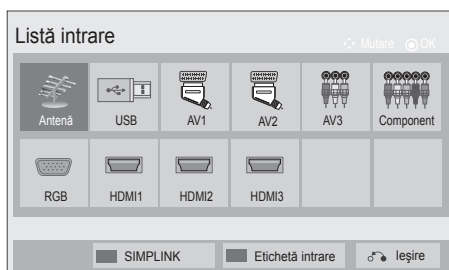 Listă intrare
Mutare OK
Antenă USB AV1 AV2 AV3 Component
RGB HDMI1 HDMI2 HDMI3
SIMPLINK Etichetă intrare Ieşire